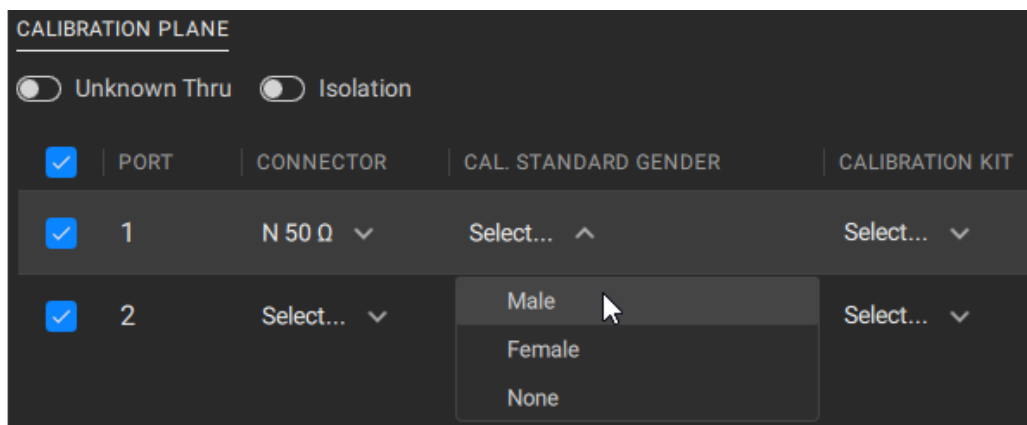 CALIBRATION PLANE
Unknown Thru Isolation
PORT CONNECTOR CAL. STANDARD GENDER CALIBRATION KIT
1 N 50 Ω Select... Select...
2 Select... Male Select...
Female
None